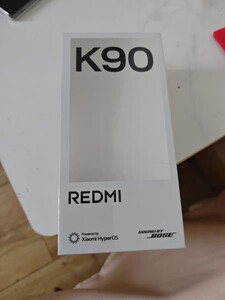 K90
REDMI
Powered by
Xiaomi HyperOS
SOUND BY
BOSE